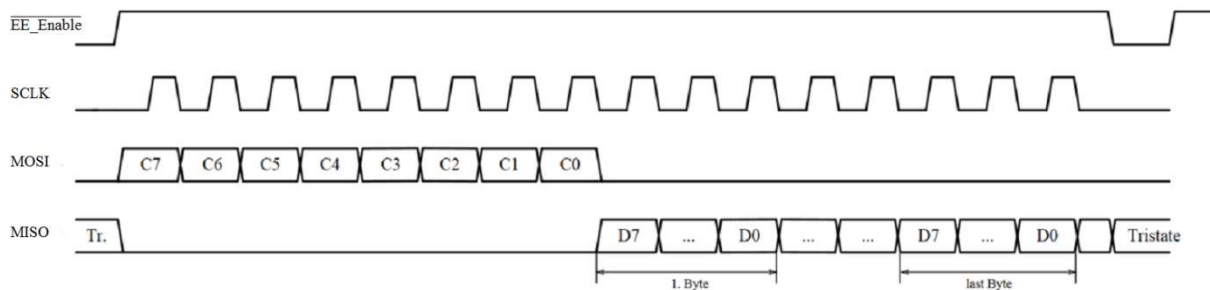 EE_Enable
SCLK
MOSI C7 C6 C5 C4 C3 C2 C1 C0
MISO Tr. D7 ... D0 ... ... D7 ... D0 Tristate
1. Byte last Byte